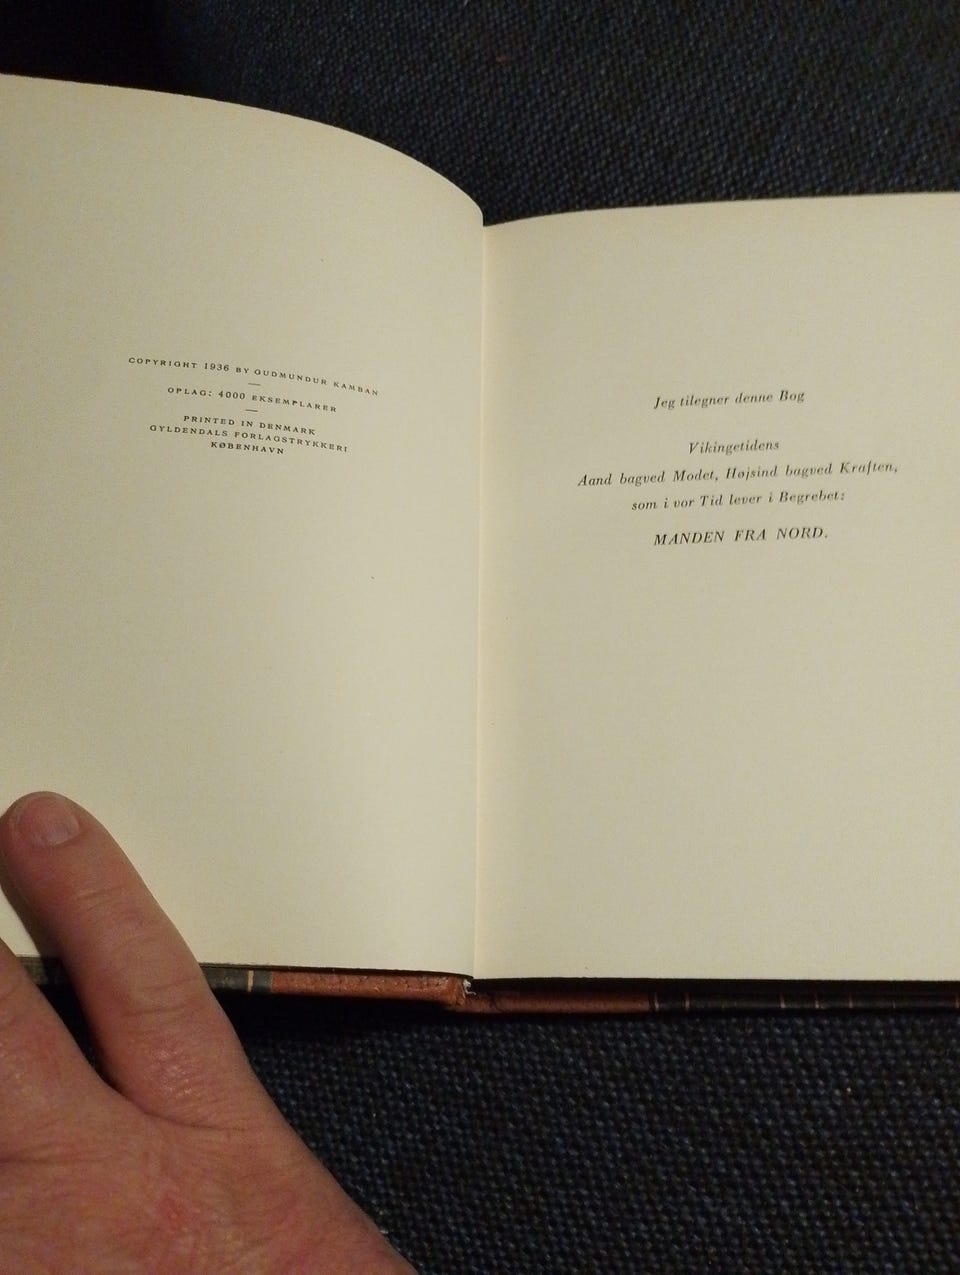 COPYRIGHT 1936 BY GUDMUNDUR KAMBAN
OPLAG: 4000 EKSEMPLARER
PRINTED IN DENMARK
GYLDENDALS FORLAGSTRYKKERI
KØBENHAVN
Jeg tilegner denne Bog
Vikingetidens
Aand bagved Modet, Højsind bagved Kraften,
som i vor Tid lever i Begrebet:
MANDEN FRA NORD.